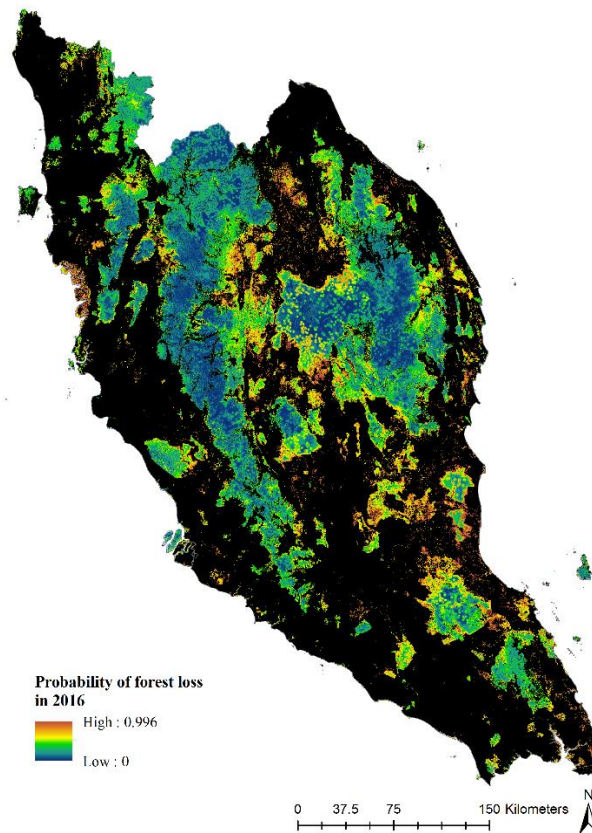 Probability of forest loss
in 2016
High : 0.996
Low : 0
0 37.5 75 150 Kilometers
N